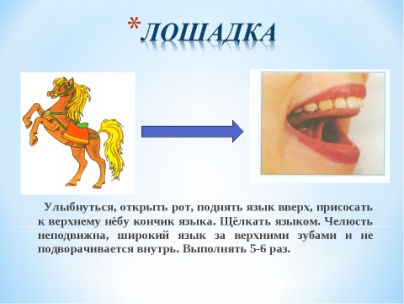 *ЛОШАДКА
Улыбнуться, открыть рот, поднять язык вверх, присосать
к верхнему нёбу кончик языка. Щёлкать языком. Челюсть
неподвижна, широкий язык за верхними зубами и не
подворачивается внутрь. Выполнять 5-6 раз.